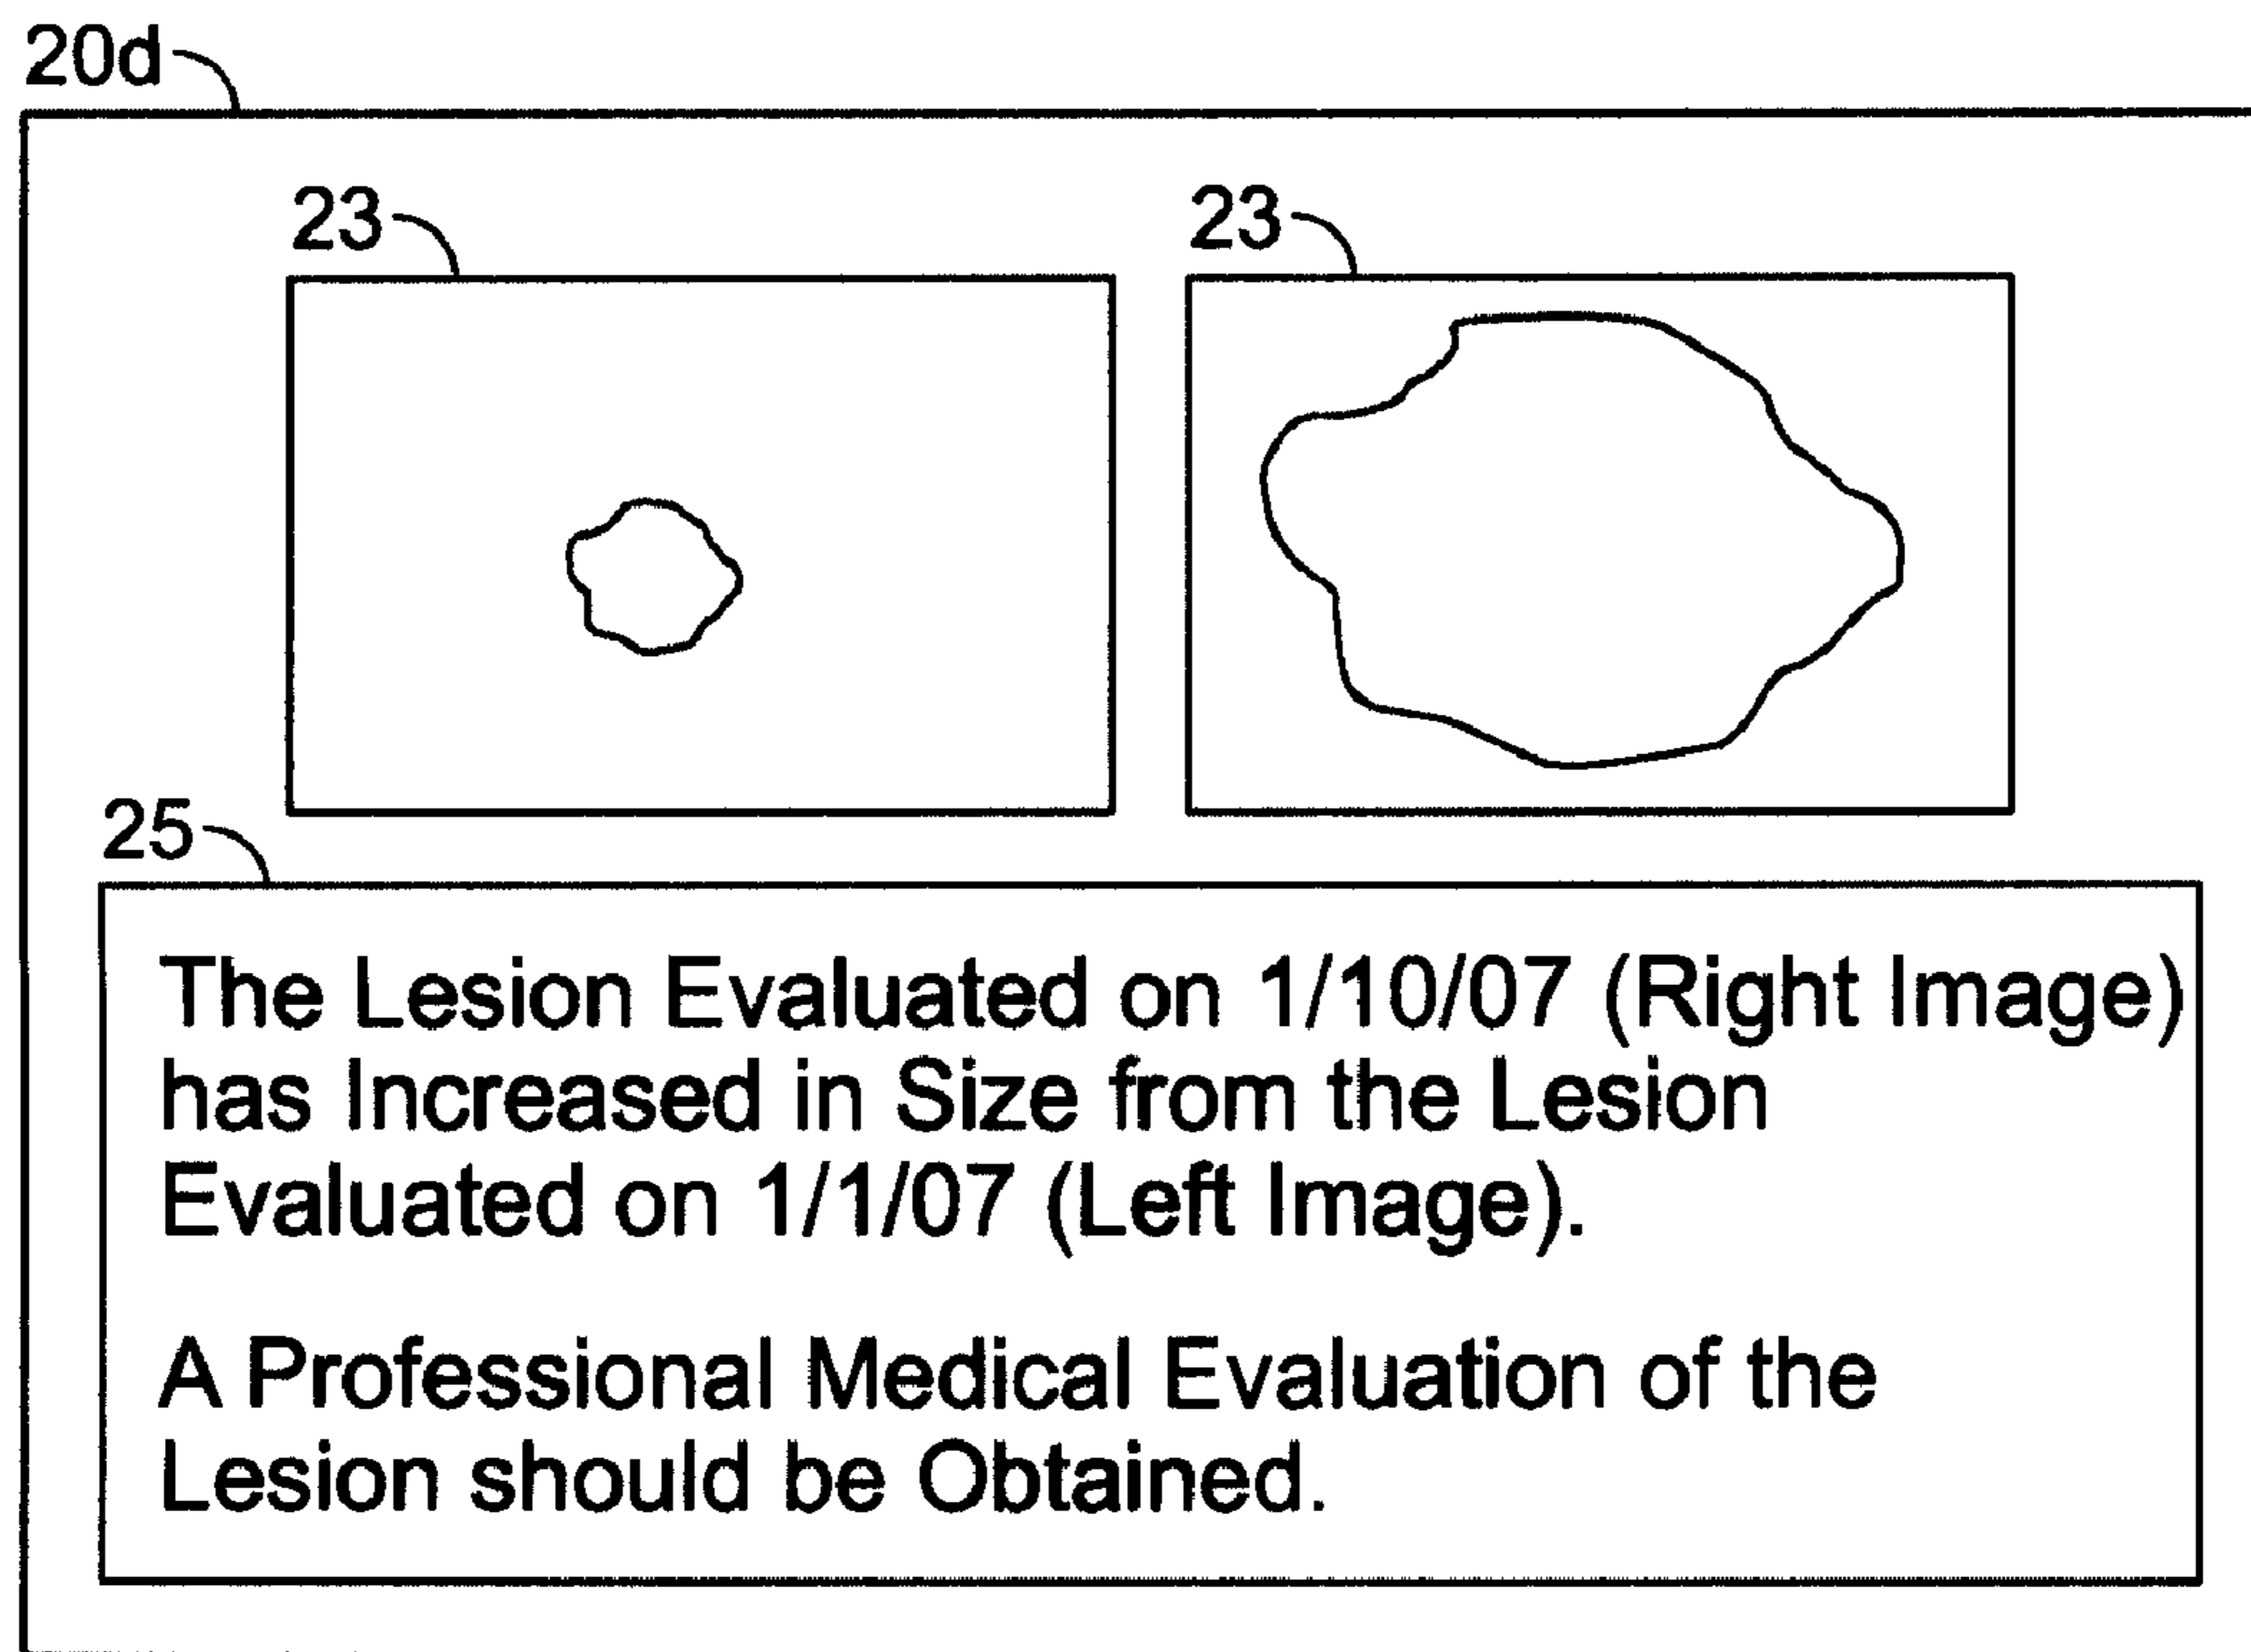 20d
23
23
25
The Lesion Evaluated on 1/10/07 (Right Image)
has Increased in Size from the Lesion
Evaluated on 1/1/07 (Left Image).
A Professional Medical Evaluation of the
Lesion should be Obtained.